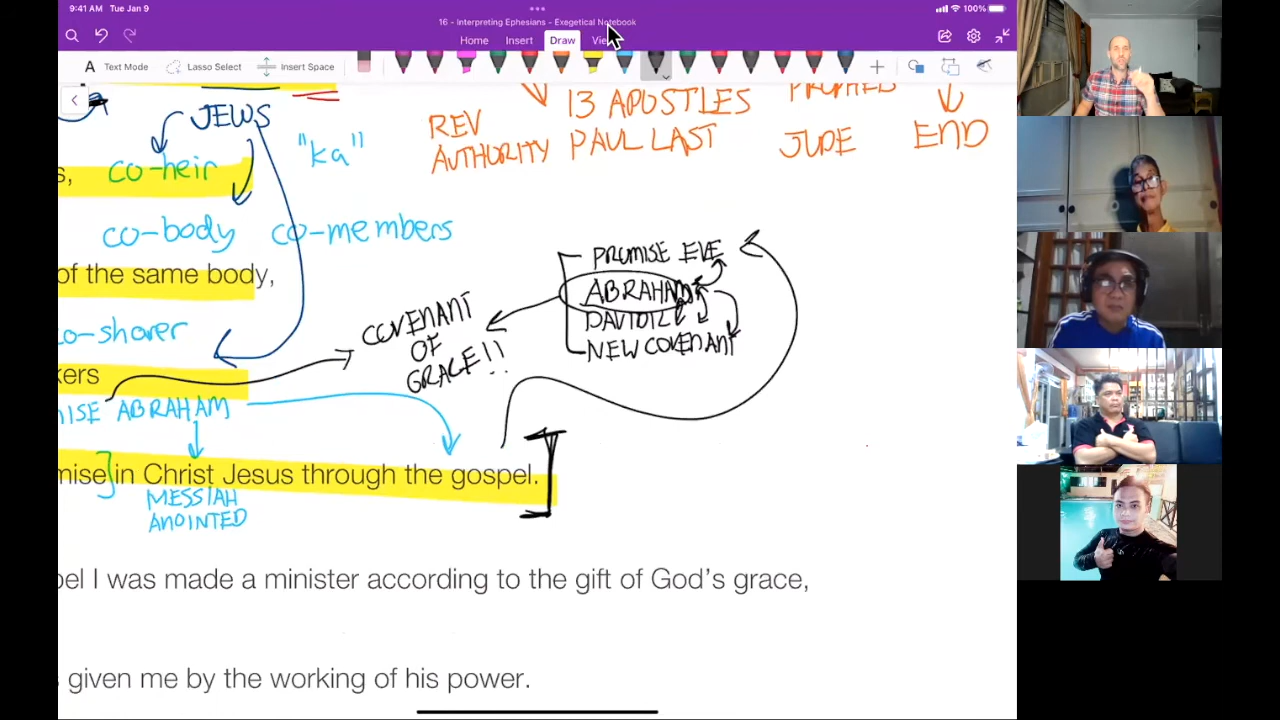 9:41 AM Tue Jan 9
100%
16 - Interpreting Ephesians - Exegetical Notebook
Home Insert Draw
Text Mode Lasso Select Insert Space
JEWS
"ka"
REV
AUTHORITY
13 APOSTLES
PAUL LAST
JUDE
END
s, co-heir
co-body co-members
of the same body,
PROMISE EVE
ABRAHAM
DAVIDIC
NEW COVENANT
COVENANT
OF
GRACE!!
co-sharer
kers
MISE ABRAHAM
mise] in Christ Jesus through the gospel.
MESSIAH
ANOINTED
pel I was made a minister according to the gift of God's grace,
s given me by the working of his power.